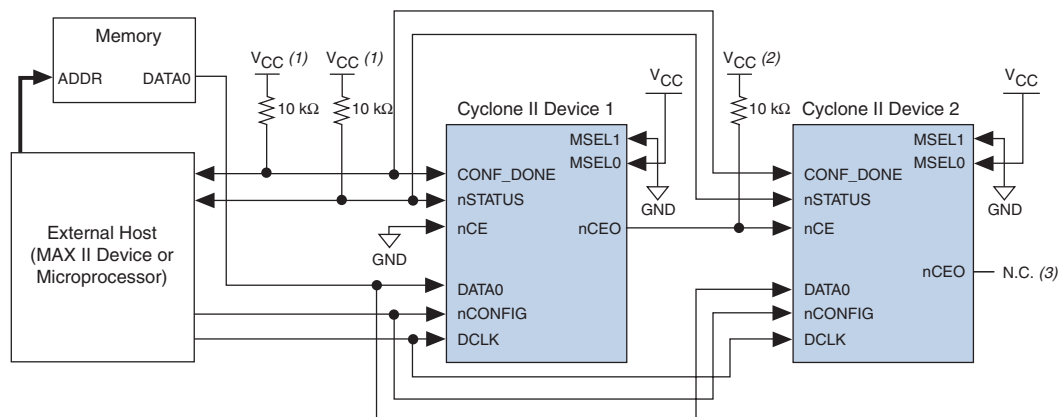 Memory
ADDR
DATA0
VCC (1)
VCC (1)
10 kΩ
10 kΩ
External Host
(MAX II Device or
Microprocessor)
GND
Cyclone II Device 1
VCC
MSEL1
MSEL0
CONF_DONE
nSTATUS
nCE
nCEO
DATA0
nCONFIG
DCLK
GND
VCC (2)
10 kΩ
Cyclone II Device 2
VCC
MSEL1
MSEL0
CONF_DONE
nSTATUS
nCE
nCEO
DATA0
nCONFIG
DCLK
GND
N.C. (3)